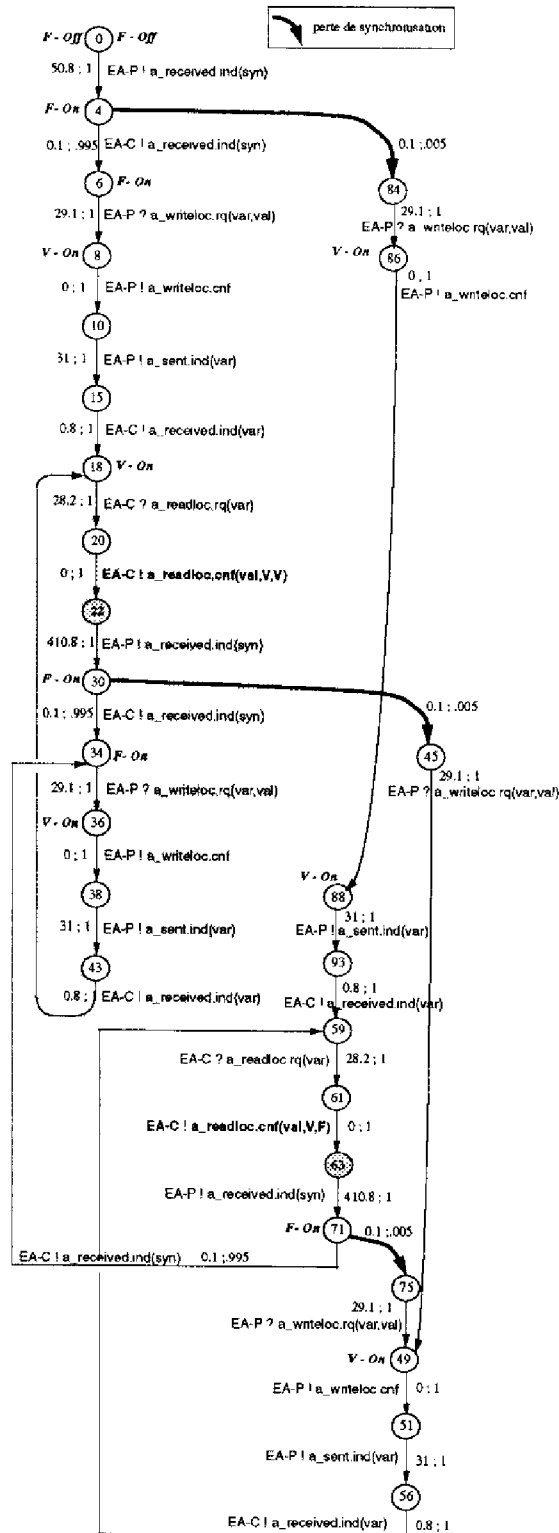 perte de synchronisation
F - Off 0 F - Off
50.8 ; 1 EA-P ! a_received.ind(syn)
F - On 4
0.1 ; .995 EA-C ! a_received.ind(syn)
0.1 ; .005
6 F - On
84
29.1 ; 1 EA-P ? a_writeloc.rq(var,val)
29.1 ; 1
EA-P ? a_writeloc.rq(var,val)
V - On 8
V - On 86
0 ; 1 EA-P ! a_writeloc.cnf
0 ; 1
EA-P ! a_writeloc.cnf
10
31 ; 1 EA-P ! a_sent.ind(var)
15
0.8 ; 1 EA-C ! a_received.ind(var)
18 V - On
28.2 ; 1 EA-C ? a_readloc.rq(var)
20
0 ; 1 EA-C ! a_readloc.cnf(val,V,V)
22
410.8 ; 1 EA-P ! a_received.ind(syn)
F - On 30
0.1 ; .995 EA-C ! a_received.ind(syn)
0.1 ; .005
34 F - On
45
29.1 ; 1 EA-P ? a_writeloc.rq(var,val)
29.1 ; 1
EA-P ? a_writeloc.rq(var,val)
V - On 36
0 ; 1 EA-P ! a_writeloc.cnf
38
V - On
88
31 ; 1 EA-P ! a_sent.ind(var)
31 ; 1
EA-P ! a_sent.ind(var)
43
93
0.8 ; 1 EA-C ! a_received.ind(var)
0.8 ; 1
EA-C ! a_received.ind(var)
59
EA-C ? a_readloc.rq(var) 28.2 ; 1
61
EA-C ! a_readloc.cnf(val,V,F) 0 ; 1
63
EA-P ! a_received.ind(syn) 410.8 ; 1
F - On 71
0.1 ; .005
EA-C ! a_received.ind(syn) 0.1 ; .995
75
29.1 ; 1
EA-P ? a_writeloc.rq(var,val)
V - On 49
EA-P ! a_writeloc.cnf 0 ; 1
51
EA-P ! a_sent.ind(var) 31 ; 1
56
EA-C ! a_received.ind(var) 0.8 ; 1